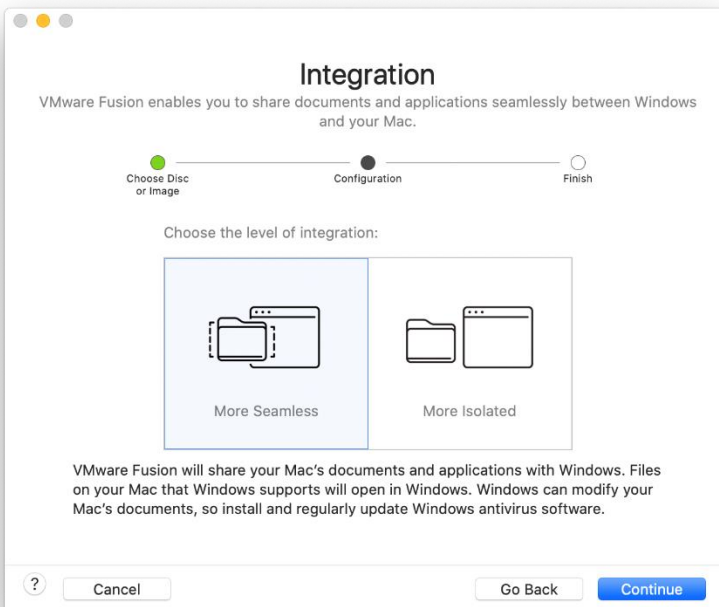 Integration
VMware Fusion enables you to share documents and applications seamlessly between Windows
and your Mac.
Choose Disc
or Image
Configuration
Finish
Choose the level of integration:
More Seamless
More Isolated
VMware Fusion will share your Mac's documents and applications with Windows. Files
on your Mac that Windows supports will open in Windows. Windows can modify your
Mac's documents, so install and regularly update Windows antivirus software.
?
Cancel
Go Back
Continue